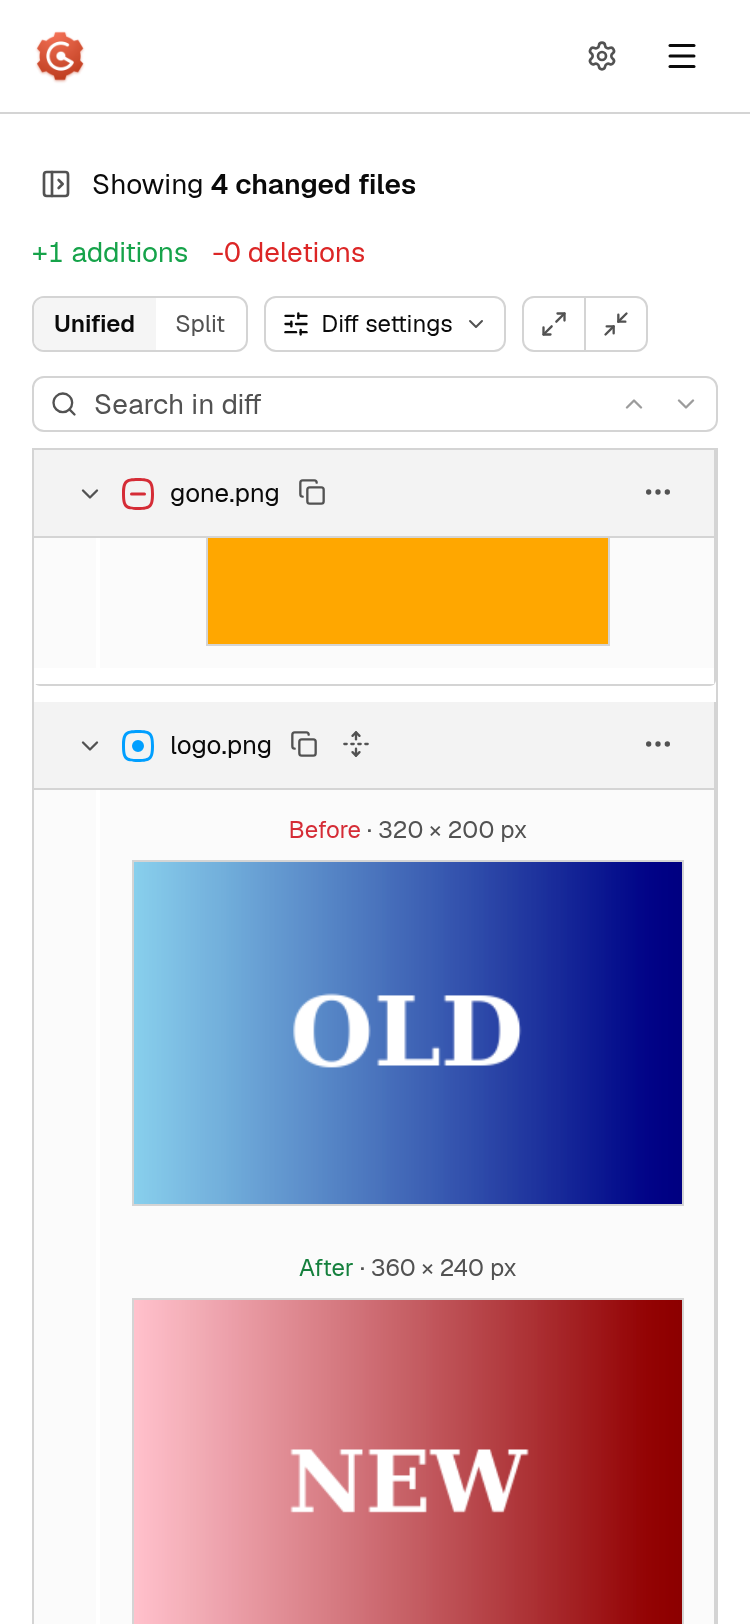 Showing 4 changed files
+1 additions -0 deletions
Unified Split Diff settings
Search in diff
gone.png
logo.png
Before · 320 × 200 px
OLD
After · 360 × 240 px
NEW